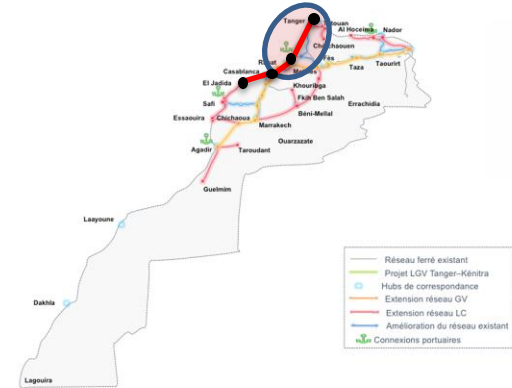 Tanger
Tétouan
Al Hoceima
Nador
Chefchaouen
Rabat
Fès
Taza
Taourirt
Casablanca
Meknès
El Jadida
Khouribga
Safi
Fkih Ben Salah
Errachidia
Essaouira
Chichaoua
Béni-Mellal
Marrakech
Agadir
Taroudant
Ouarzazate
Guelmim
Laayoune
Dakhla
Lagouira
Réseau ferré existant
Projet LGV Tanger–Kénitra
Hubs de correspondance
Extension réseau GV
Extension réseau LC
Amélioration du réseau existant
Connexions portuaires